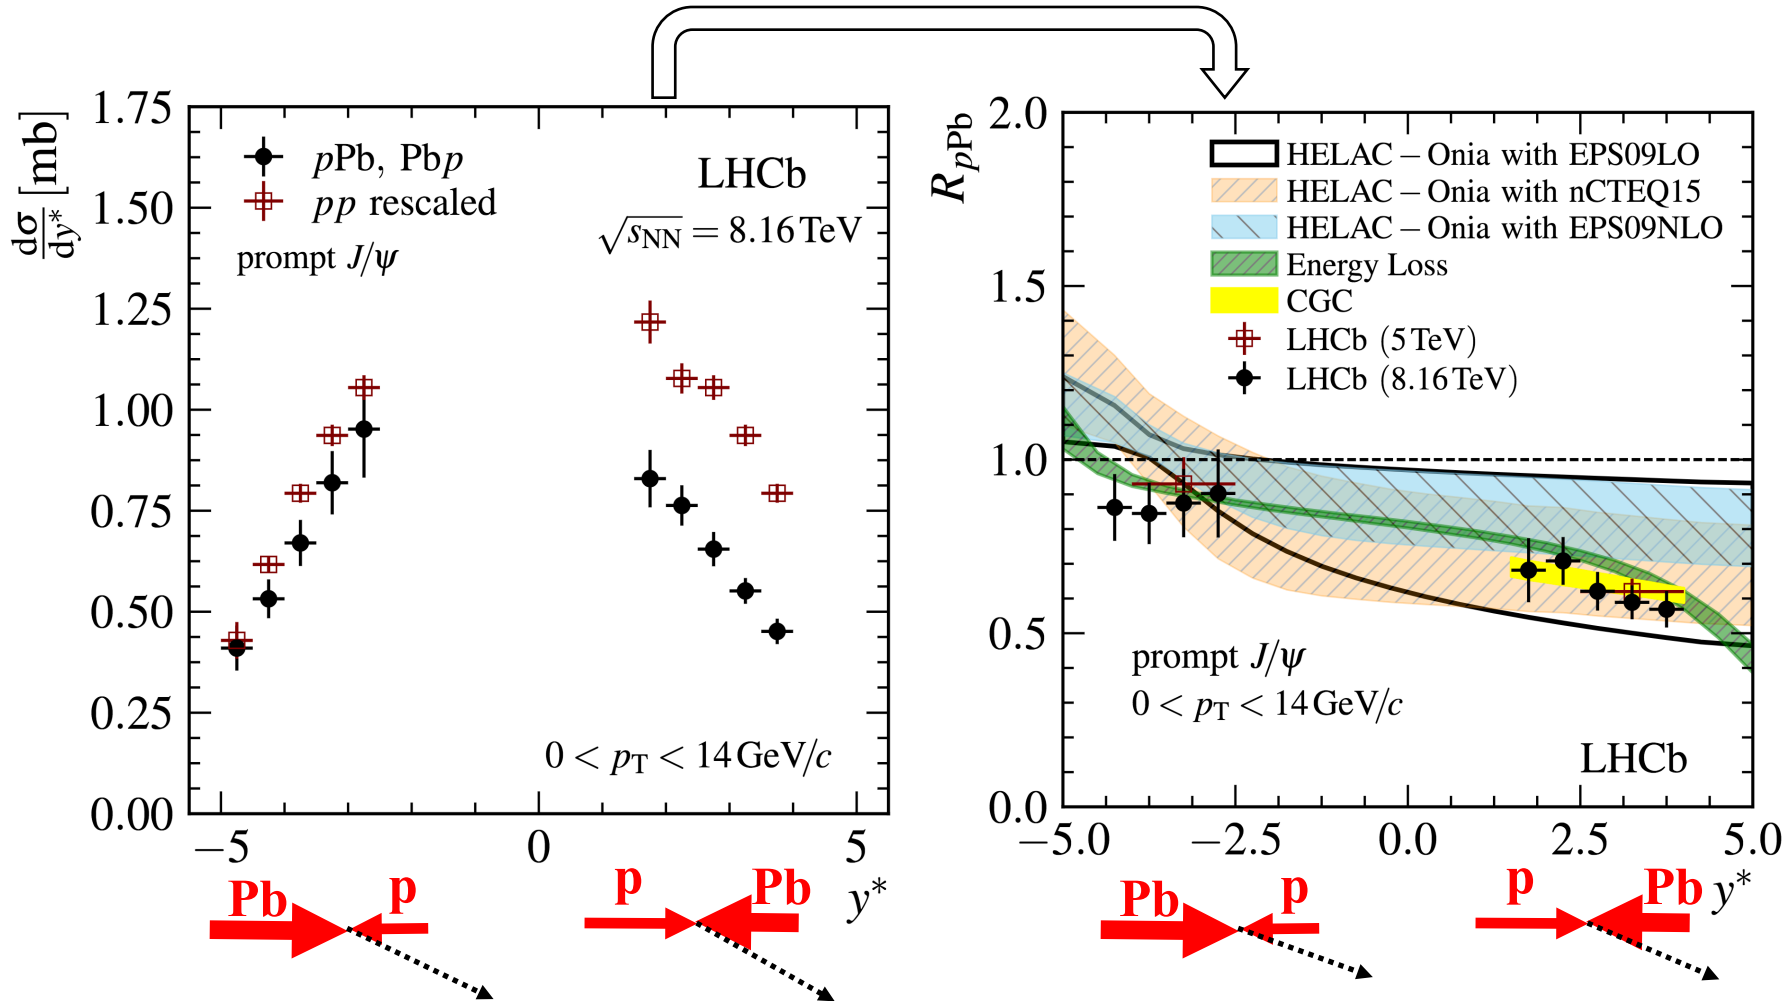 1.75
1.50
1.25
1.00
0.75
0.50
0.25
0.00
dσ/dy* [mb]
pPb, Pbp
pp rescaled
prompt J/ψ
LHCb
√sNN = 8.16 TeV
0 < pT < 14 GeV/c
−5 0 5
y*
Pb p
p Pb
2.0
1.5
1.0
0.5
0.0
RpPb
HELAC − Onia with EPS09LO
HELAC − Onia with nCTEQ15
HELAC − Onia with EPS09NLO
Energy Loss
CGC
LHCb (5 TeV)
LHCb (8.16 TeV)
prompt J/ψ
0 < pT < 14 GeV/c
LHCb
−5.0 −2.5 0.0 2.5 5.0
y*
Pb p
p Pb